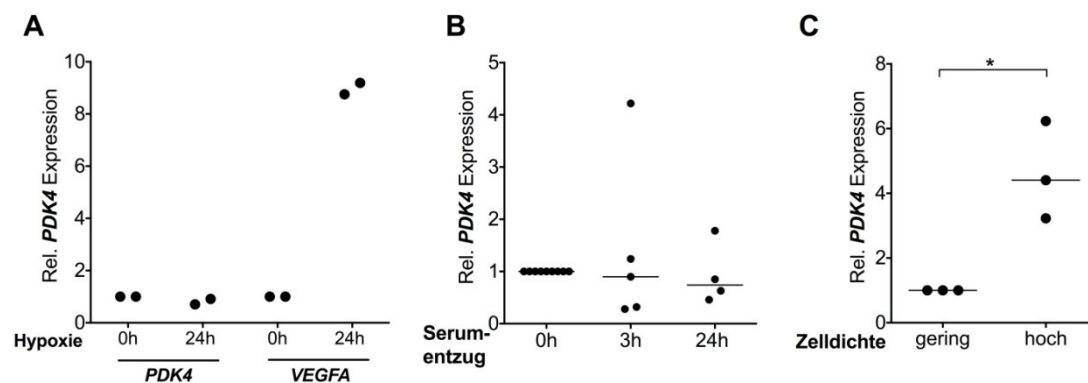 A
Rel. PDK4 Expression
10
8
6
4
2
0
Hypoxie 0h 24h 0h 24h
PDK4 VEGFA
B
Rel. PDK4 Expression
5
4
3
2
1
0
Serum-
entzug 0h 3h 24h
C
Rel. PDK4 Expression
8
6
4
2
0
*
Zelldichte gering hoch